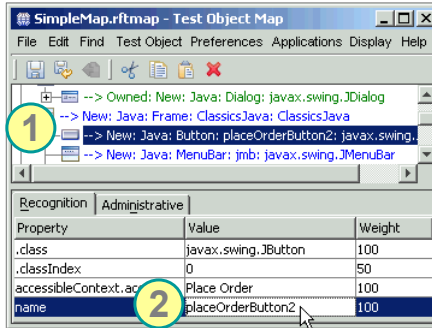 SimpleMap.rftmap - Test Object Map
File Edit Find Test Object Preferences Applications Display Help
--> Owned: New: Java: Dialog: javax.swing.JDialog
--> New: Java: Frame: ClassicsJava: ClassicsJava
1
--> New: Java: Button: placeOrderButton2: javax.swing.
--> New: Java: MenuBar: jmb: javax.swing.JMenuBar
Recognition Administrative
Property Value Weight
.class javax.swing.JButton 100
.classIndex 0 50
accessibleContext.acc Place Order 100
2
name placeOrderButton2 100